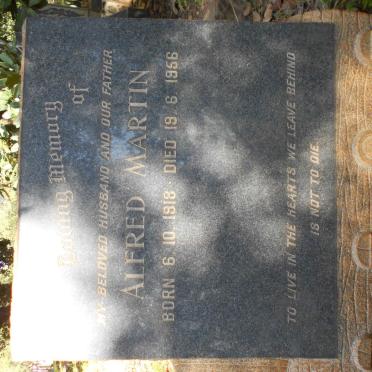 In Loving Memory
of
MY BELOVED HUSBAND AND OUR FATHER
ALFRED MARTIN
BORN 6. 10. 1918 DIED 19. 6. 1966
TO LIVE IN THE HEARTS WE LEAVE BEHIND
IS NOT TO DIE.